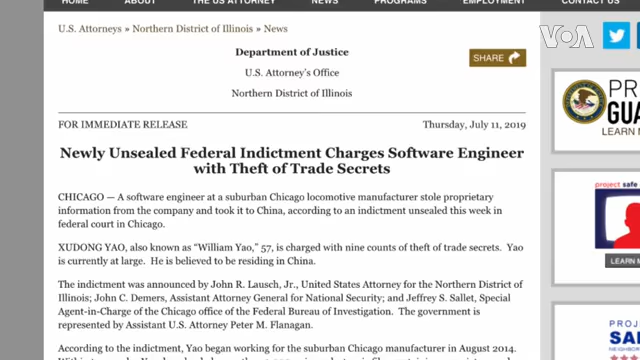 HOME ABOUT THE US ATTORNEY NEWS PROGRAMS EMPLOYMENT CONTACT US
VOA
U.S. Attorneys » Northern District of Illinois » News
Department of Justice
SHARE
U.S. Attorney's Office
Northern District of Illinois
FOR IMMEDIATE RELEASE Thursday, July 11, 2019
Newly Unsealed Federal Indictment Charges Software Engineer
with Theft of Trade Secrets
CHICAGO — A software engineer at a suburban Chicago locomotive manufacturer stole proprietary
information from the company and took it to China, according to an indictment unsealed this week in
federal court in Chicago.
XUDONG YAO, also known as "William Yao," 57, is charged with nine counts of theft of trade secrets. Yao
is currently at large. He is believed to be residing in China.
The indictment was announced by John R. Lausch, Jr., United States Attorney for the Northern District of
Illinois; John C. Demers, Assistant Attorney General for National Security; and Jeffrey S. Sallet, Special
Agent-in-Charge of the Chicago office of the Federal Bureau of Investigation. The government is
represented by Assistant U.S. Attorney Peter M. Flanagan.
According to the indictment, Yao began working for the suburban Chicago manufacturer in August 2014.
PR
GUA
LEARN M
project safe
LEARN M
PROJEC
SA